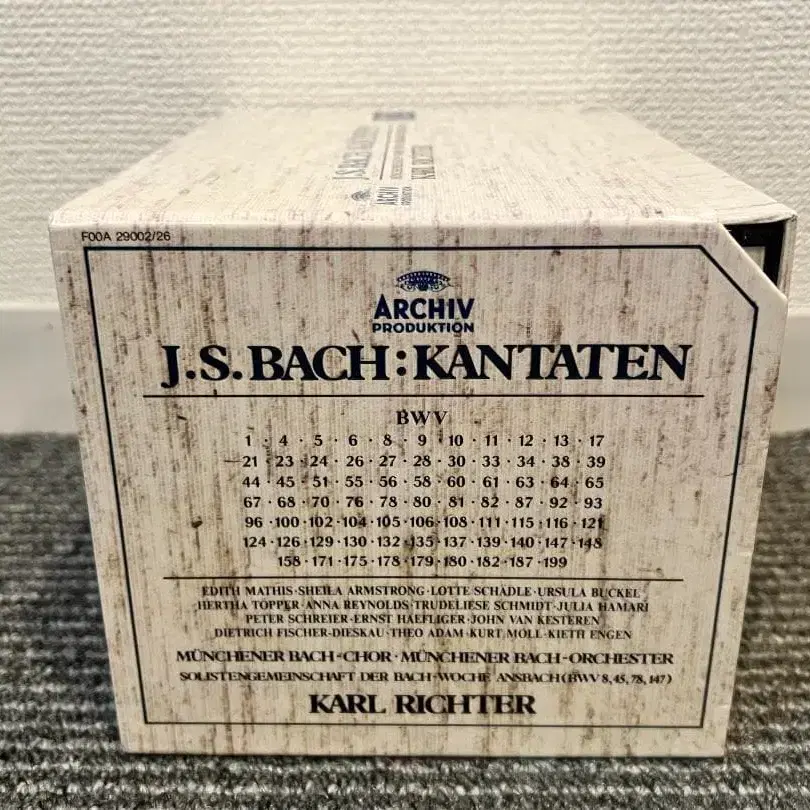 J.S. BACH: KANTATEN
KARL RICHTER
ARCHIV
PRODUKTION
F00A 29002/26
ARCHIV
PRODUKTION
J.S. BACH: KANTATEN
BWV
1 · 4 · 5 · 6 · 8 · 9 · 10 · 11 · 12 · 13 · 17
21 · 23 · 24 · 26 · 27 · 28 · 30 · 33 · 34 · 38 · 39
44 · 45 · 51 · 55 · 56 · 58 · 60 · 61 · 63 · 64 · 65
67 · 68 · 70 · 76 · 78 · 80 · 81 · 82 · 87 · 92 · 93
96 · 100 · 102 · 104 · 105 · 106 · 108 · 111 · 115 · 116 · 121
124 · 126 · 129 · 130 · 132 · 135 · 137 · 139 · 140 · 147 · 148
158 · 171 · 175 · 178 · 179 · 180 · 182 · 187 · 199
EDITH MATHIS · SHEILA ARMSTRONG · LOTTE SCHÄDLE · URSULA BUCKEL
HERTHA TÖPPER · ANNA REYNOLDS · TRUDELIESE SCHMIDT · JULIA HAMARI
PETER SCHREIER · ERNST HAEFLIGER · JOHN VAN KESTEREN
DIETRICH FISCHER-DIESKAU · THEO ADAM · KURT MOLL · KIETH ENGEN
MÜNCHENER BACH-CHOR · MÜNCHENER BACH-ORCHESTER
SOLISTENGEMEINSCHAFT DER BACH-WOCHE ANSBACH (BWV 8, 45, 78, 147)
KARL RICHTER